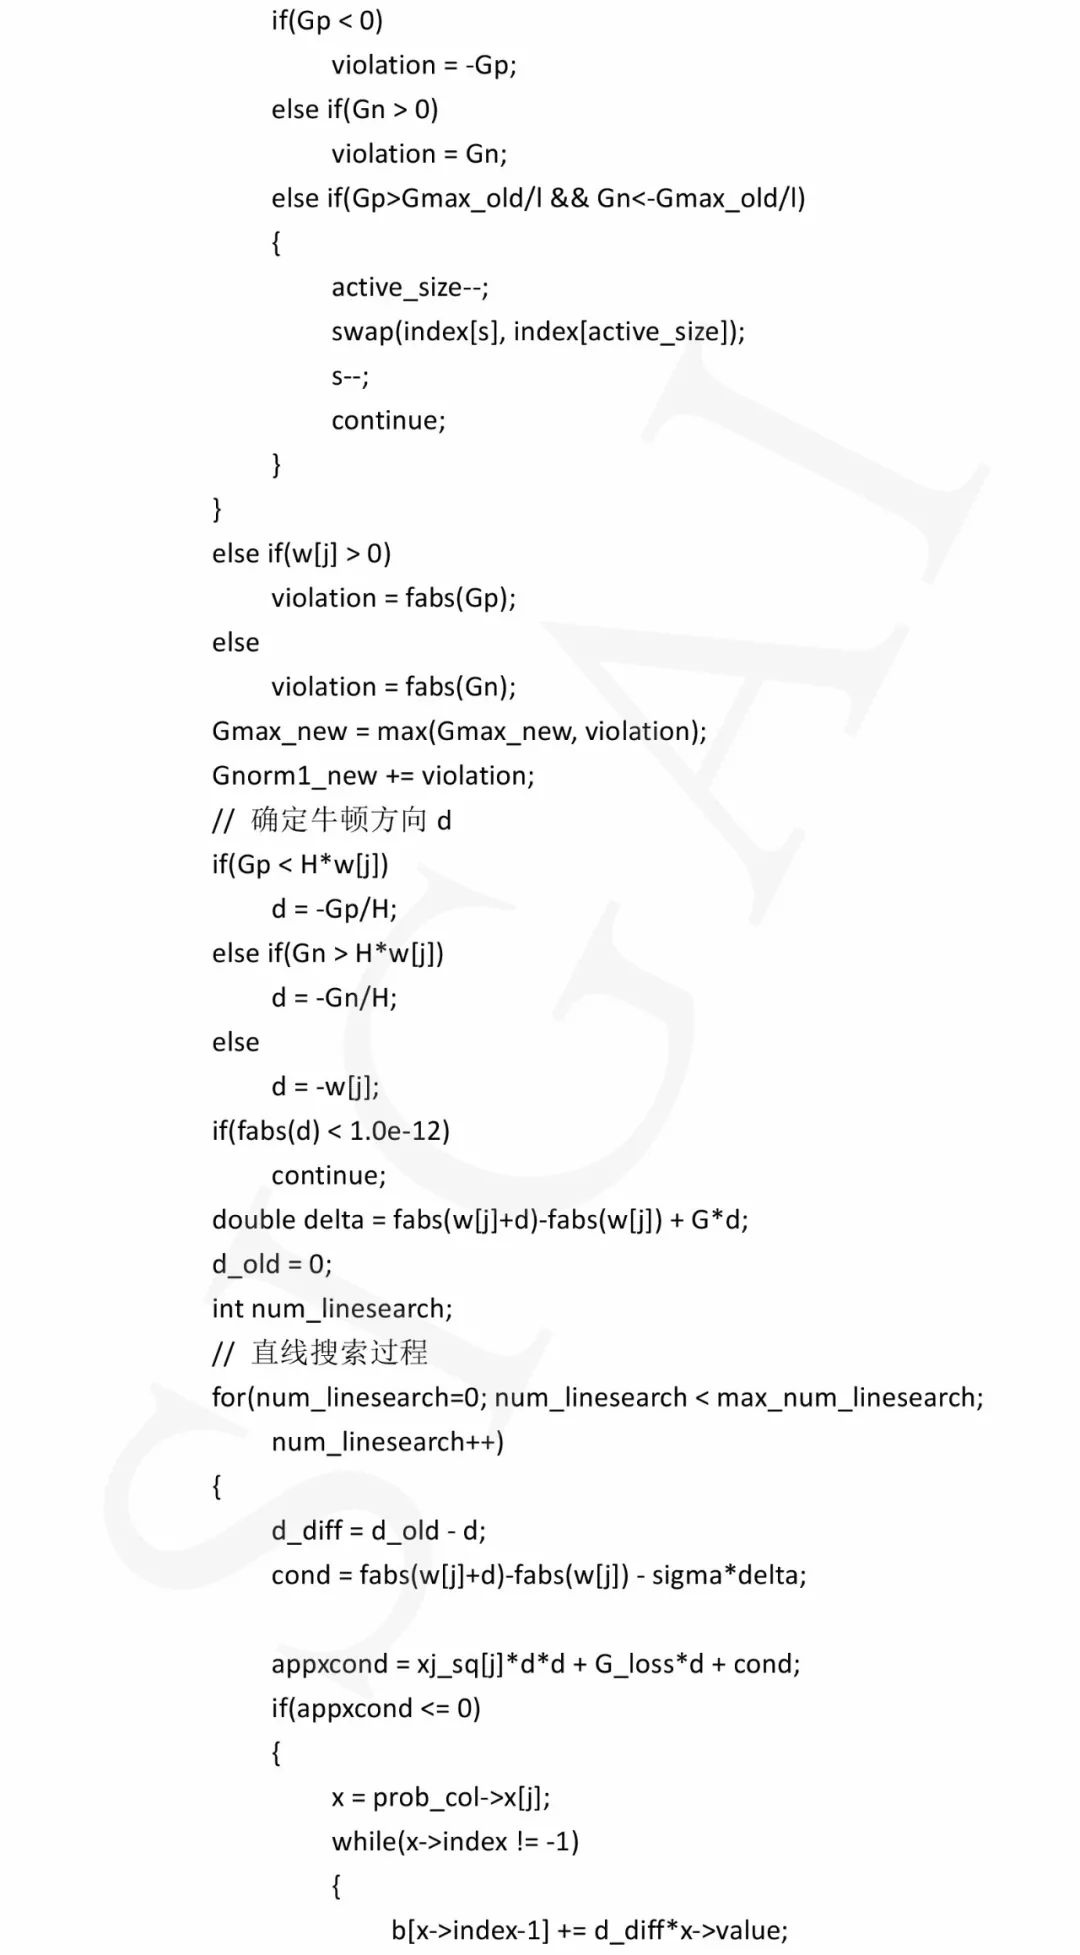 if(Gp < 0)
violation = -Gp;
else if(Gn > 0)
violation = Gn;
else if(Gp>Gmax_old/l && Gn<-Gmax_old/l)
{
active_size--;
swap(index[s], index[active_size]);
s--;
continue;
}
}
else if(w[j] > 0)
violation = fabs(Gp);
else
violation = fabs(Gn);
Gmax_new = max(Gmax_new, violation);
Gnorm1_new += violation;
// 确定牛顿方向 d
if(Gp < H*w[j])
d = -Gp/H;
else if(Gn > H*w[j])
d = -Gn/H;
else
d = -w[j];
if(fabs(d) < 1.0e-12)
continue;
double delta = fabs(w[j]+d)-fabs(w[j]) + G*d;
d_old = 0;
int num_linesearch;
// 直线搜索过程
for(num_linesearch=0; num_linesearch < max_num_linesearch;
num_linesearch++)
{
d_diff = d_old - d;
cond = fabs(w[j]+d)-fabs(w[j]) - sigma*delta;
appxcond = xj_sq[j]*d*d + G_loss*d + cond;
if(appxcond <= 0)
{
x = prob_col->x[j];
while(x->index != -1)
{
b[x->index-1] += d_diff*x->value;
SIGAI